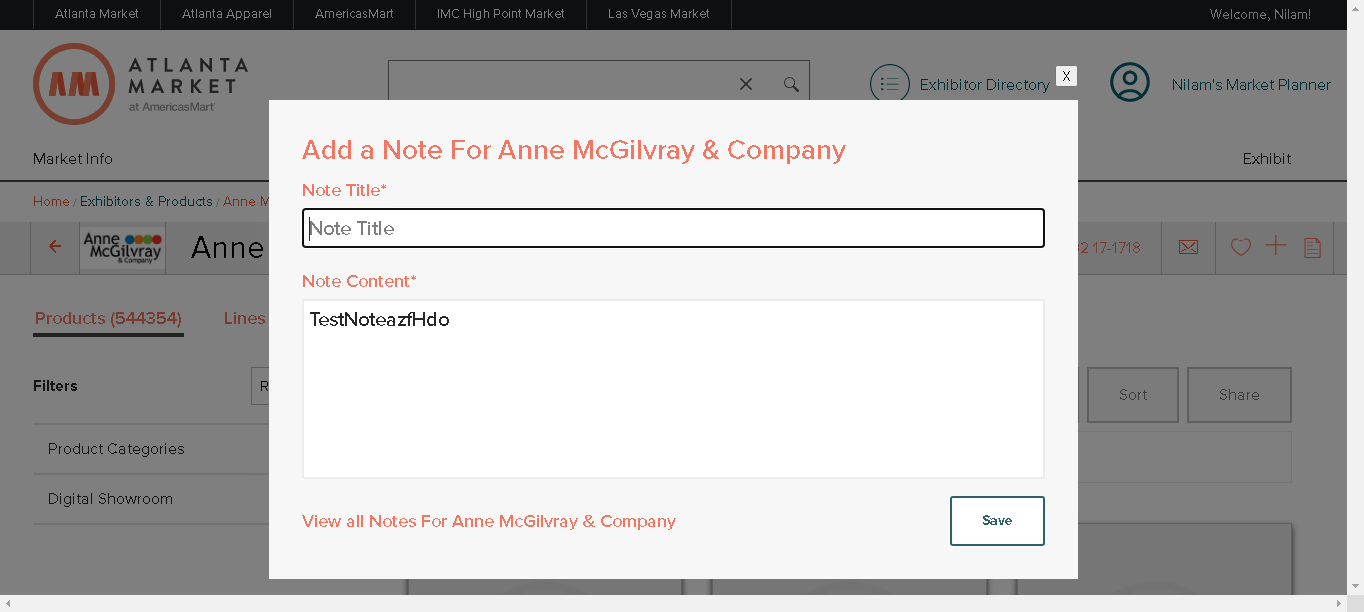 Atlanta Market Atlanta Apparel AmericasMart IMC High Point Market Las Vegas Market Welcome, Nilam!
AM ATLANTA
MARKET
at AmericasMart
Exhibitor Directory X Nilam's Market Planner
Market Info Exhibit
Home / Exhibitors & Products / Anne M
Anne
McGilvray
& Company
Anne
17-1718
Products (544354) Lines
Filters R Sort Share
Product Categories
Digital Showroom
Add a Note For Anne McGilvray & Company
Note Title*
Note Title
Note Content*
TestNoteazfHdo
View all Notes For Anne McGilvray & Company Save